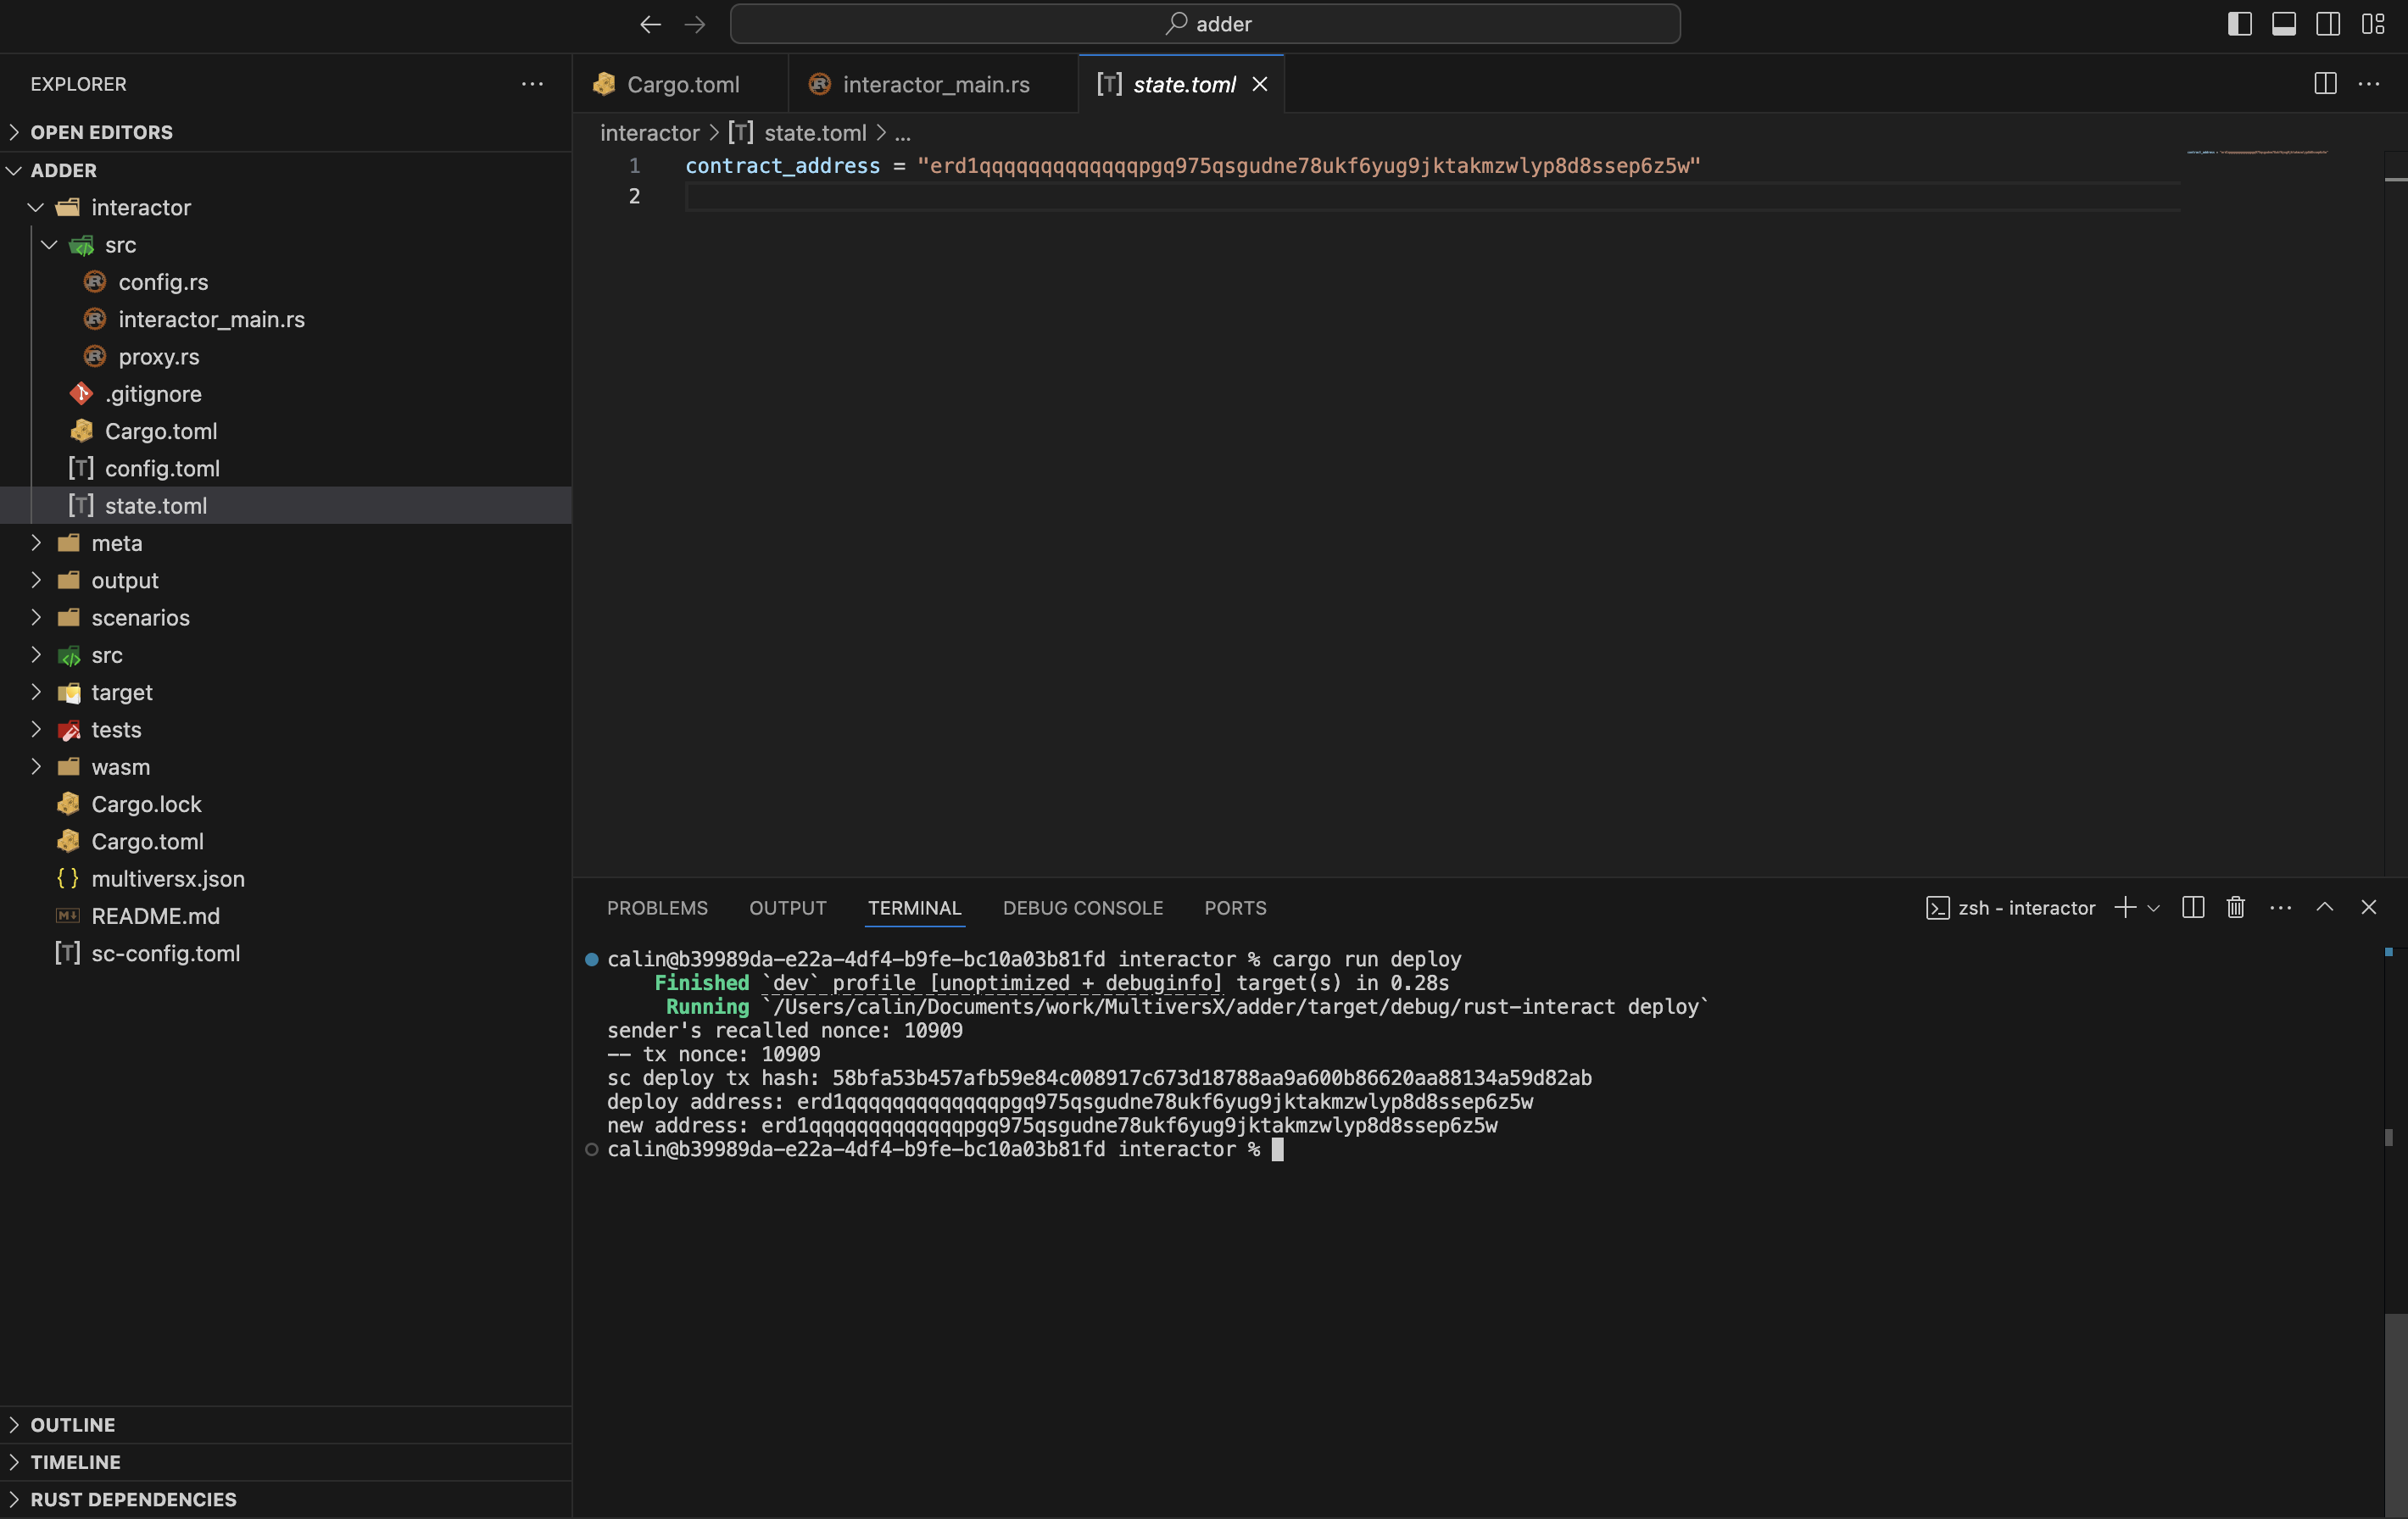 adder
EXPLORER
Cargo.toml
interactor_main.rs
[T] state.toml
OPEN EDITORS
interactor > [T] state.toml > ...
ADDER
1 contract_address = "erd1qqqqqqqqqqqqqpgq975qsgudne78ukf6yug9jktakmzwlyp8d8ssep6z5w"
2
interactor
src
config.rs
interactor_main.rs
proxy.rs
.gitignore
Cargo.toml
[T] config.toml
[T] state.toml
meta
output
scenarios
src
target
tests
wasm
Cargo.lock
Cargo.toml
{} multiversx.json
M↓ README.md
[T] sc-config.toml
OUTLINE
TIMELINE
RUST DEPENDENCIES
PROBLEMS OUTPUT TERMINAL DEBUG CONSOLE PORTS
zsh - interactor
calin@b39989da-e22a-4df4-b9fe-bc10a03b81fd interactor % cargo run deploy
Finished `dev` profile [unoptimized + debuginfo] target(s) in 0.28s
Running `/Users/calin/Documents/work/MultiversX/adder/target/debug/rust-interact deploy`
sender's recalled nonce: 10909
-- tx nonce: 10909
sc deploy tx hash: 58bfa53b457afb59e84c008917c673d18788aa9a600b86620aa88134a59d82ab
deploy address: erd1qqqqqqqqqqqqqpgq975qsgudne78ukf6yug9jktakmzwlyp8d8ssep6z5w
new address: erd1qqqqqqqqqqqqqpgq975qsgudne78ukf6yug9jktakmzwlyp8d8ssep6z5w
calin@b39989da-e22a-4df4-b9fe-bc10a03b81fd interactor %